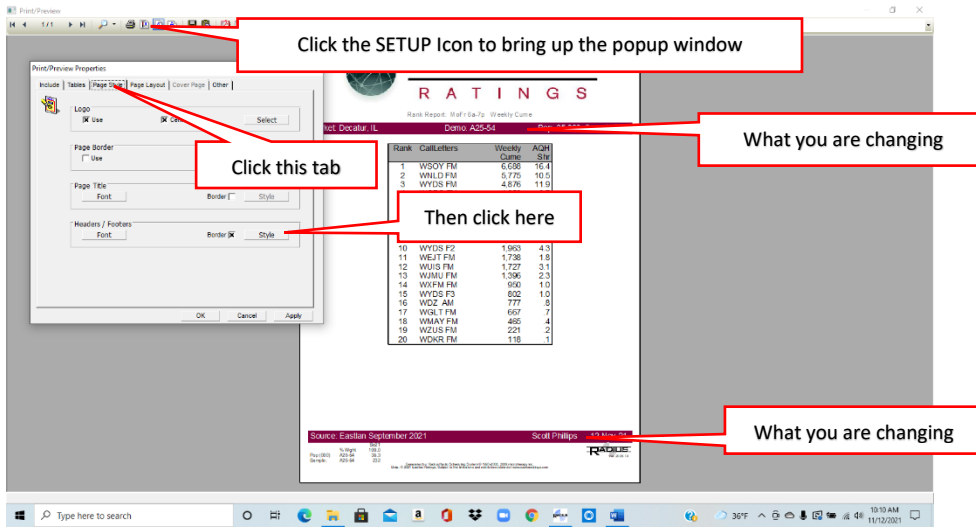 Print/Preview
1/1
Click the SETUP Icon to bring up the popup window
Print/Preview Properties
Include Tables Page Style Page Layout Cover Page Other
Logo
Use
Select
Page Border
Use
Page Title
Font Border Style
Headers / Footers
Font Border Style
OK Cancel Apply
Click this tab
Then click here
RATINGS
Rank Report: MoFr 6a-7p Weekly Cume
Decatur, IL Demo: A25-54
What you are changing
Rank CallLetters Weekly Cume AQH Shr
1 WSOY FM 6,688 16.4
2 WNLD FM 5,775 10.5
3 WYDS FM 4,876 11.9
10 WYDS F2 1,963 4.3
11 WEJT FM 1,738 1.8
12 WUIS FM 1,727 3.1
13 WJMU FM 1,396 2.3
14 WXFM FM 950 1.0
15 WYDS F3 802 1.0
16 WDZ AM 777 .8
17 WGLT FM 667 .7
18 WMAY FM 465 .4
19 WZUS FM 221 .2
20 WDKR FM 118 .1
Source: Eastlan September 2021 Scott Phillips 12-Nov-21
What you are changing
RADIUS
Type here to search
36°F
10:10 AM
11/12/2021